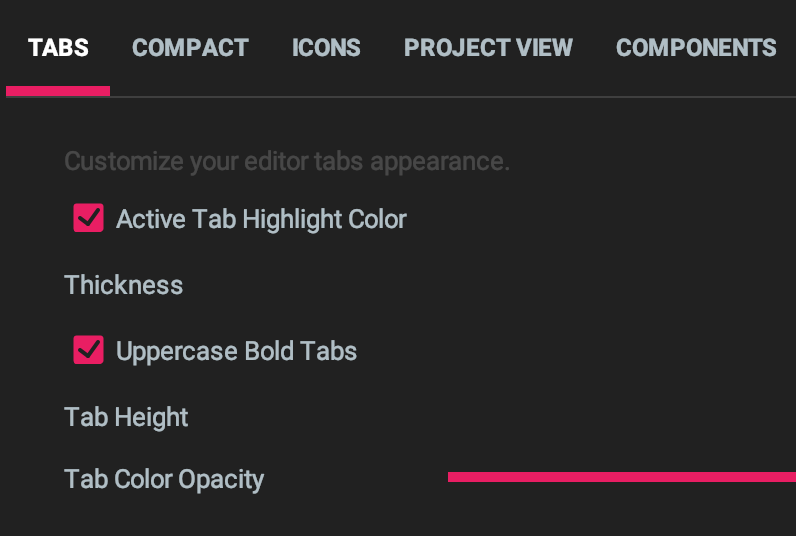 TABS COMPACT ICONS PROJECT VIEW COMPONENTS
Customize your editor tabs appearance.
Active Tab Highlight Color
Thickness
Uppercase Bold Tabs
Tab Height
Tab Color Opacity